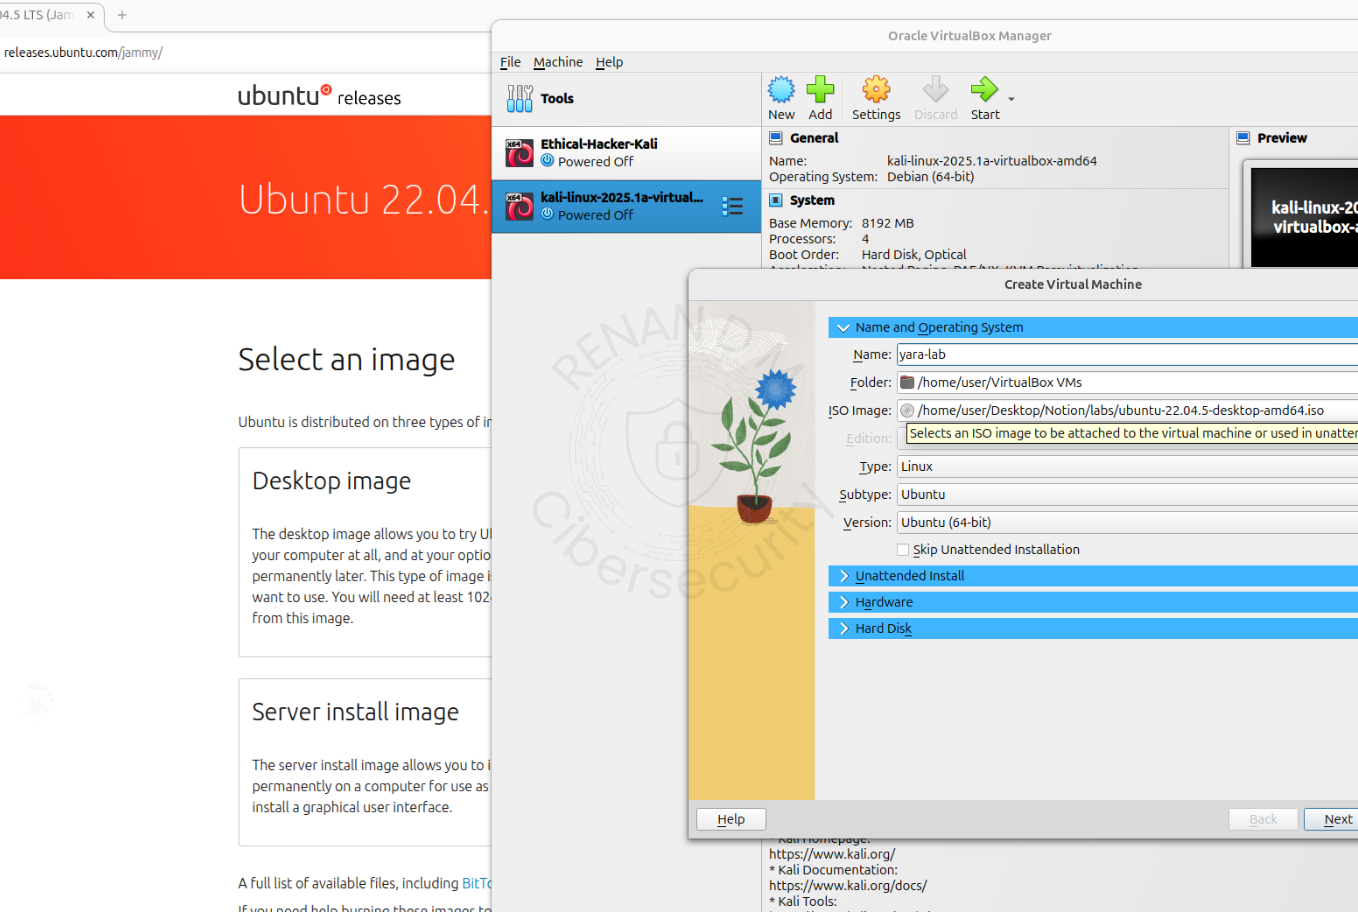 04.5 LTS (Jam
releases.ubuntu.com/jammy/
ubuntu releases
Ubuntu 22.04.
Select an image
Ubuntu is distributed on three types of i
Desktop image
The desktop image allows you to try U
your computer at all, and at your optio
permanently later. This type of image i
want to use. You will need at least 102
from this image.
Server install image
The server install image allows you to i
permanently on a computer for use as
install a graphical user interface.
A full list of available files, including BitTo
If you need help burning these images to
Oracle VirtualBox Manager
File Machine Help
Tools
New Add Settings Discard Start
Ethical-Hacker-Kali
Powered Off
kali-linux-2025.1a-virtual...
Powered Off
General
Name: kali-linux-2025.1a-virtualbox-amd64
Operating System: Debian (64-bit)
System
Base Memory: 8192 MB
Processors: 4
Boot Order: Hard Disk, Optical
Acceleration: Nested Paging, PAE/NX, KVM Paravirtualization
Preview
kali-linux-20
virtualbox-a
Create Virtual Machine
Name and Operating System
Name: yara-lab
Folder: /home/user/VirtualBox VMs
ISO Image: /home/user/Desktop/Notion/labs/ubuntu-22.04.5-desktop-amd64.iso
Selects an ISO image to be attached to the virtual machine or used in unatten
Edition:
Type: Linux
Subtype: Ubuntu
Version: Ubuntu (64-bit)
Skip Unattended Installation
Unattended Install
Hardware
Hard Disk
Help Back Next
* Kali Homepage:
https://www.kali.org/
* Kali Documentation:
https://www.kali.org/docs/
* Kali Tools:
RENAN D M
Cibersecurity